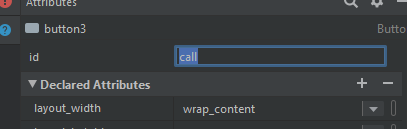 Attributes
button3 Butto
id call
Declared Attributes
layout_width wrap_content